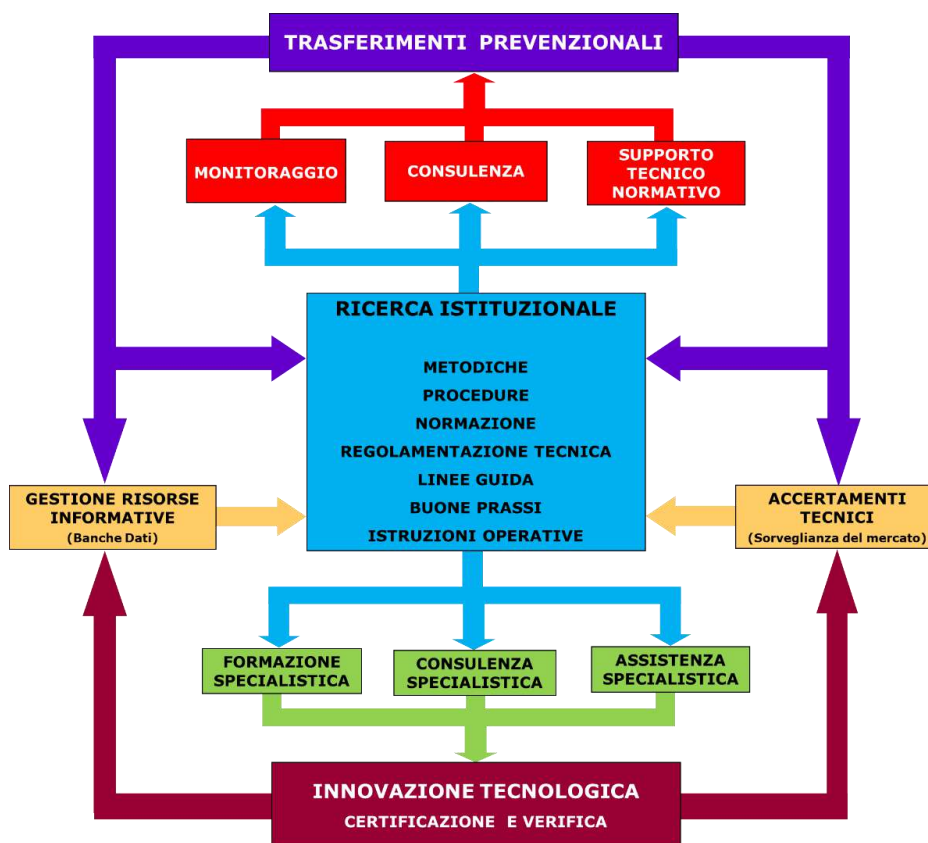 TRASFERIMENTI PREVENZIONALI
MONITORAGGIO
CONSULENZA
SUPPORTO
TECNICO
NORMATIVO
RICERCA ISTITUZIONALE
METODICHE
PROCEDURE
NORMAZIONE
REGOLAMENTAZIONE TECNICA
LINEE GUIDA
BUONE PRASSI
ISTRUZIONI OPERATIVE
GESTIONE RISORSE
INFORMATIVE
(Banche Dati)
ACCERTAMENTI
TECNICI
(Sorveglianza del mercato)
FORMAZIONE
SPECIALISTICA
CONSULENZA
SPECIALISTICA
ASSISTENZA
SPECIALISTICA
INNOVAZIONE TECNOLOGICA
CERTIFICAZIONE E VERIFICA